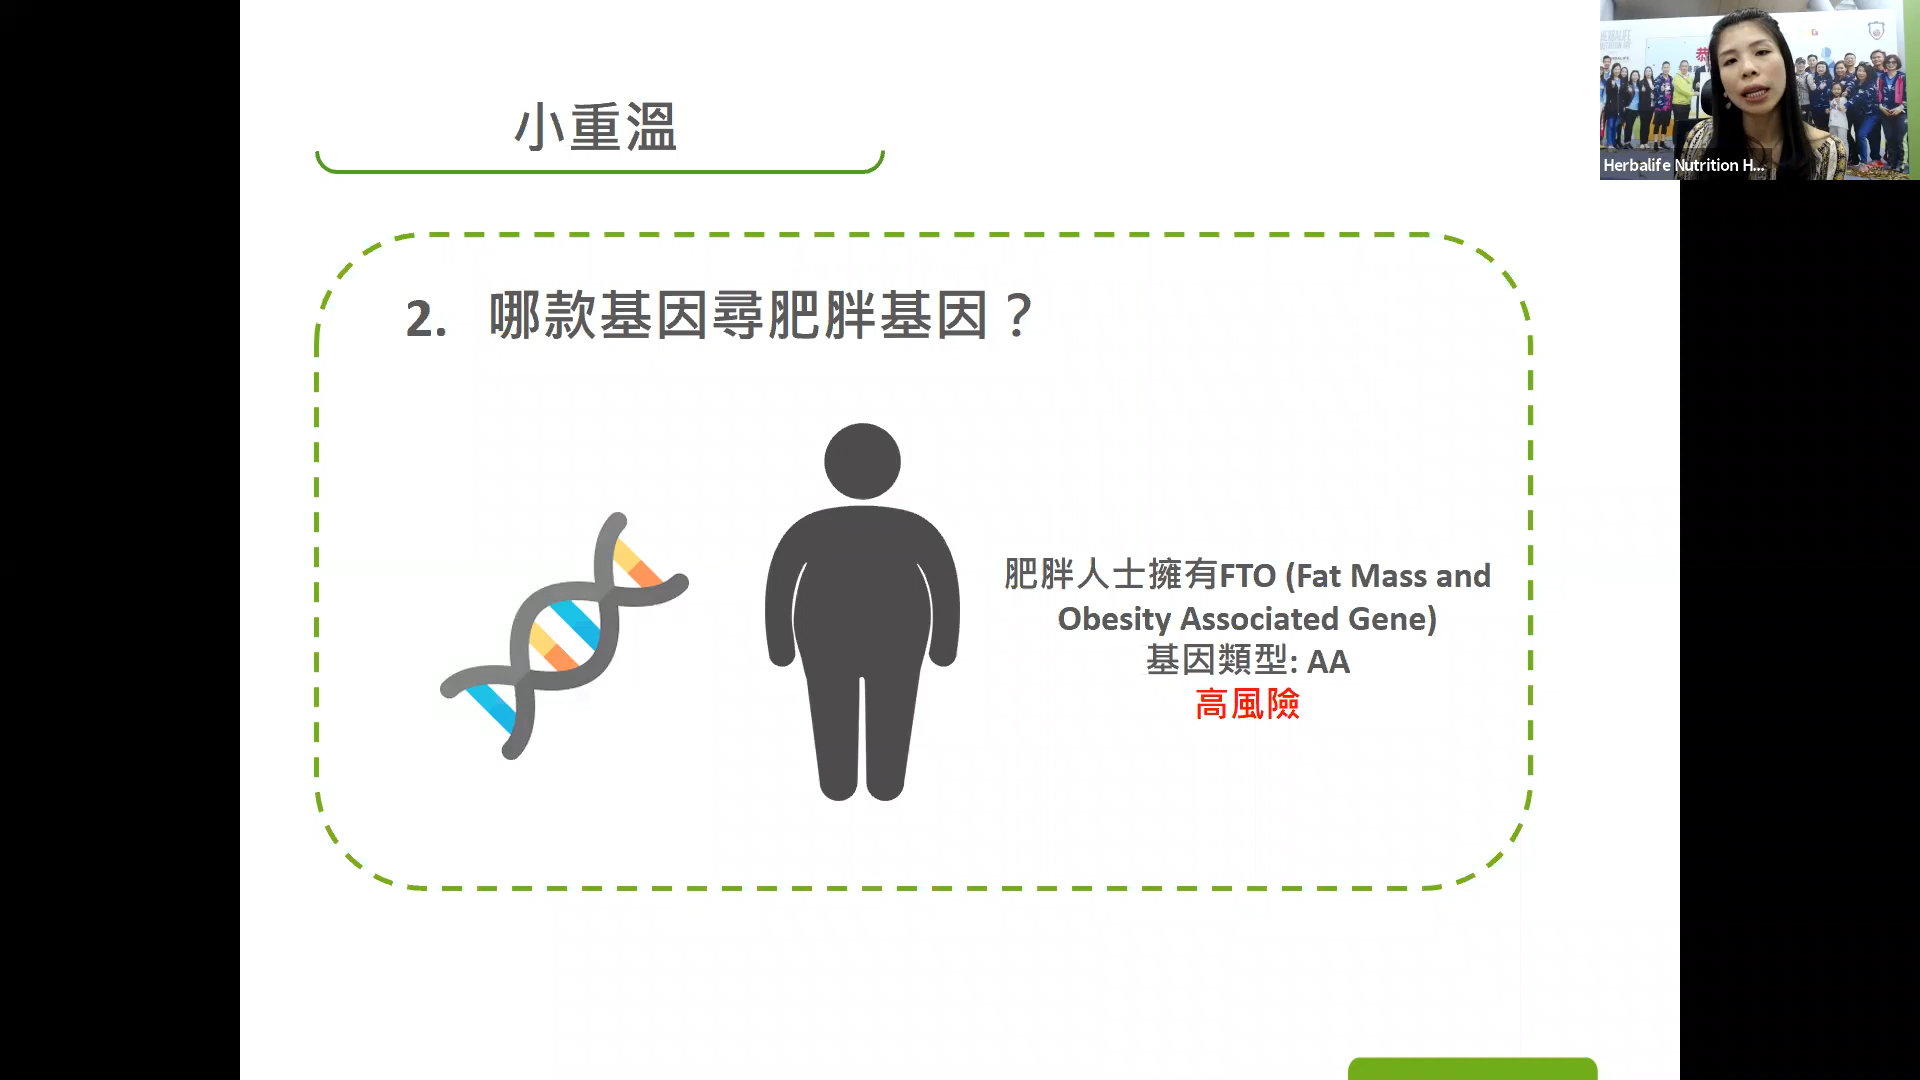 小重溫
2. 哪款基因尋肥胖基因？
肥胖人士擁有FTO (Fat Mass and
Obesity Associated Gene)
基因類型: AA
高風險
Herbalife Nutrition H...